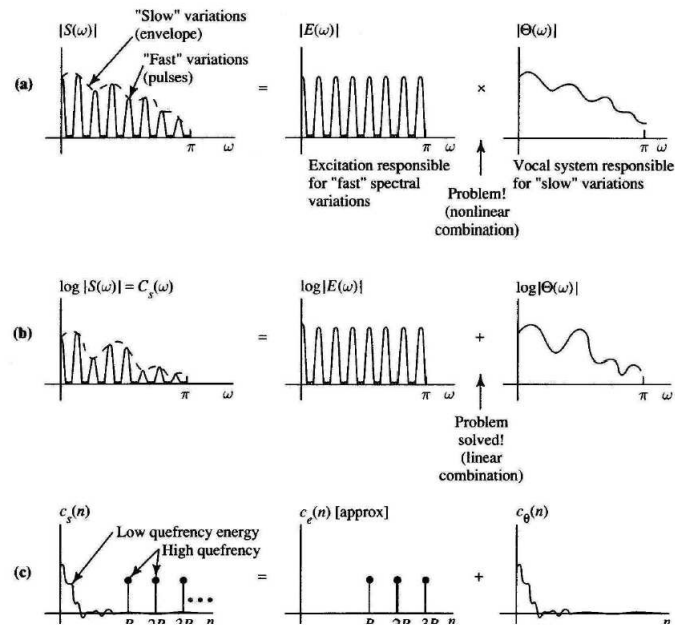 |S(ω)|
"Slow" variations
(envelope)
"Fast" variations
(pulses)
|E(ω)|
|Θ(ω)|
(a)
=
×
π ω
π ω
π ω
Excitation responsible
for "fast" spectral
variations
Problem!
(nonlinear
combination)
Vocal system responsible
for "slow" variations
log |S(ω)| = C_s(ω)
log|E(ω)|
log|Θ(ω)|
(b)
=
+
π ω
π ω
π ω
Problem
solved!
(linear
combination)
c_s(n)
Low quefrency energy
High quefrency
c_e(n) [approx]
c_θ(n)
(c)
=
+
P 2P 3P n
P 2P 3P n
n